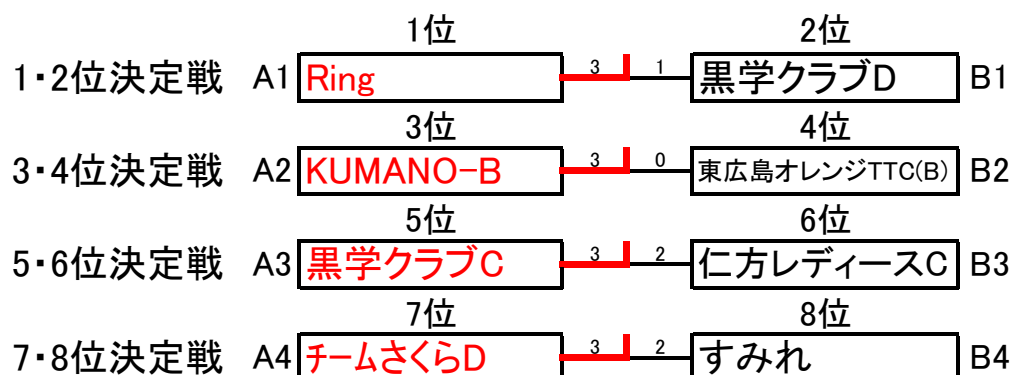 1位 2位
1・2位決定戦 A1 Ring 3 1 黒学クラブD B1
3位 4位
3・4位決定戦 A2 KUMANO-B 3 0 東広島オレンジTTC(B) B2
5位 6位
5・6位決定戦 A3 黒学クラブC 3 2 仁方レディースC B3
7位 8位
7・8位決定戦 A4 チームさくらD 3 2 すみれ B4